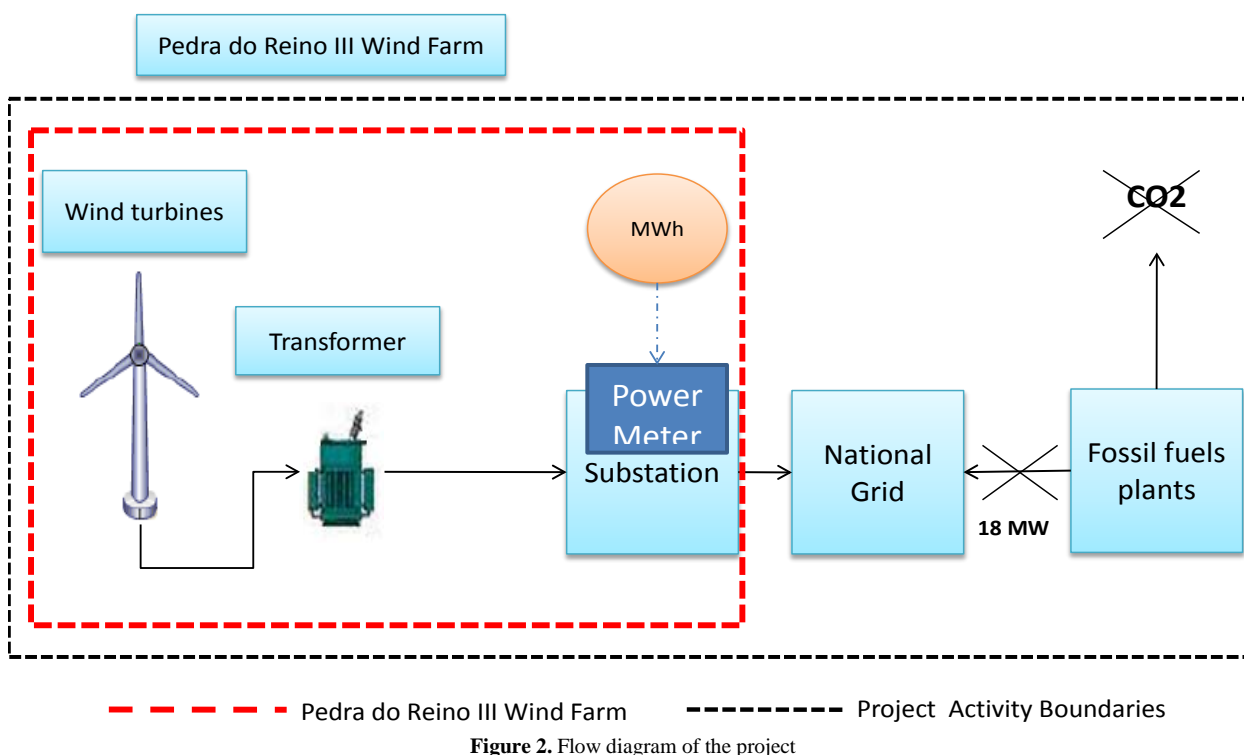 Pedra do Reino III Wind Farm
Wind turbines
MWh
CO2
Transformer
Power
Meter
Substation
National
Grid
18 MW
Fossil fuels
plants
Pedra do Reino III Wind Farm
Project Activity Boundaries
Figure 2. Flow diagram of the project